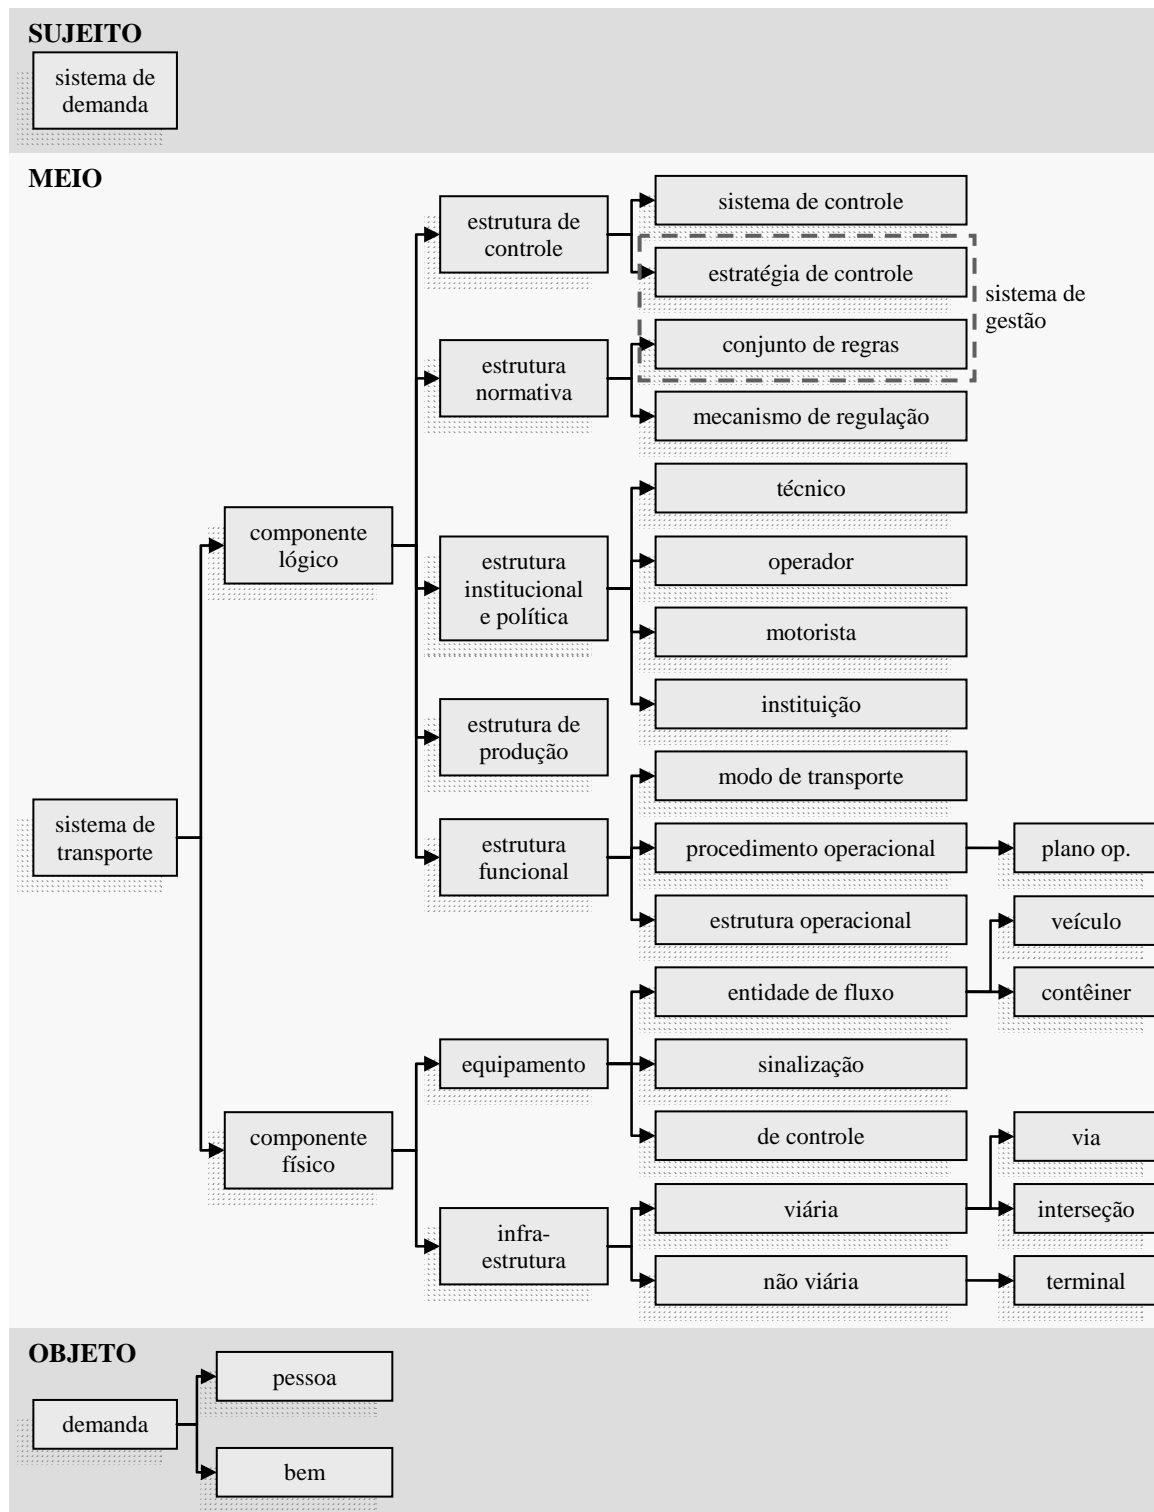 SUJEITO
sistema de
demanda
MEIO
sistema de
transporte
componente
lógico
componente
físico
estrutura de
controle
estrutura
normativa
estrutura
institucional
e política
estrutura de
produção
estrutura
funcional
equipamento
infra-
estrutura
sistema de controle
estratégia de controle
conjunto de regras
mecanismo de regulação
sistema de
gestão
técnico
operador
motorista
instituição
modo de transporte
procedimento operacional
estrutura operacional
entidade de fluxo
sinalização
de controle
viária
não viária
plano op.
veículo
contêiner
via
interseção
terminal
OBJETO
demanda
pessoa
bem